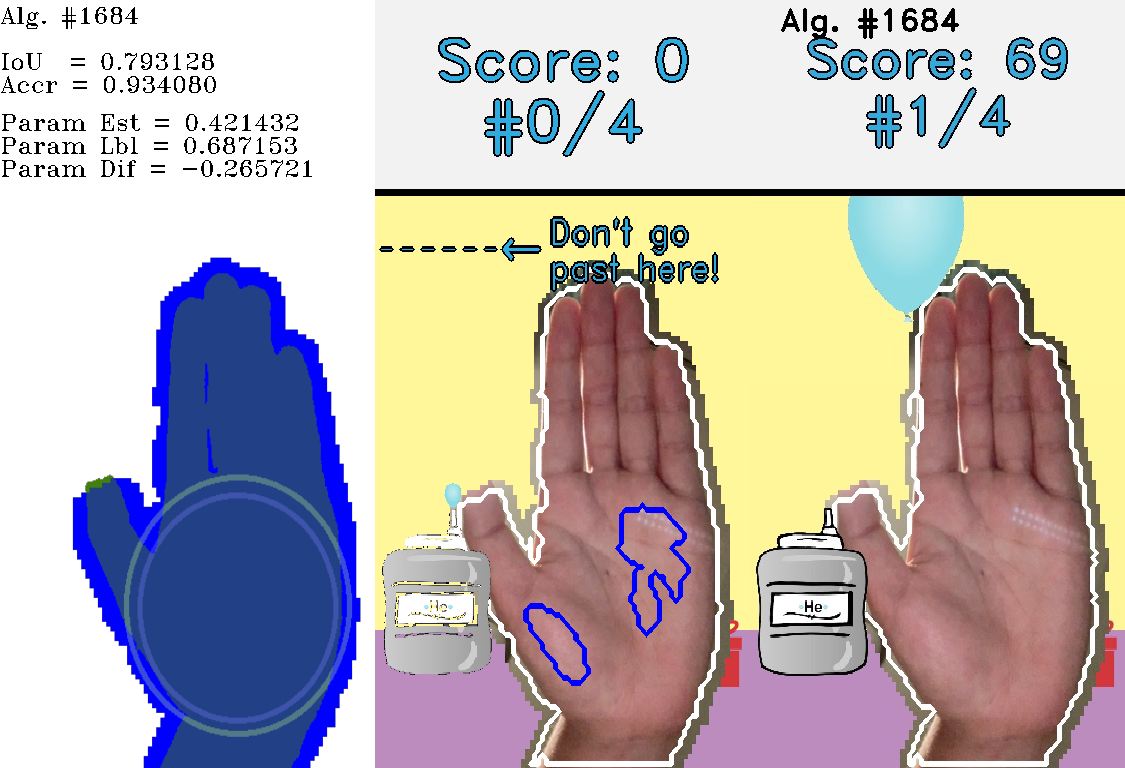 Alg. #1684
IoU = 0.793128
Accr = 0.934080
Param Est = 0.421432
Param Lbl = 0.687153
Param Dif = −0.265721
Score: 0
#0/4
Don't go
past here!
He
Alg. #1684
Score: 69
#1/4
He